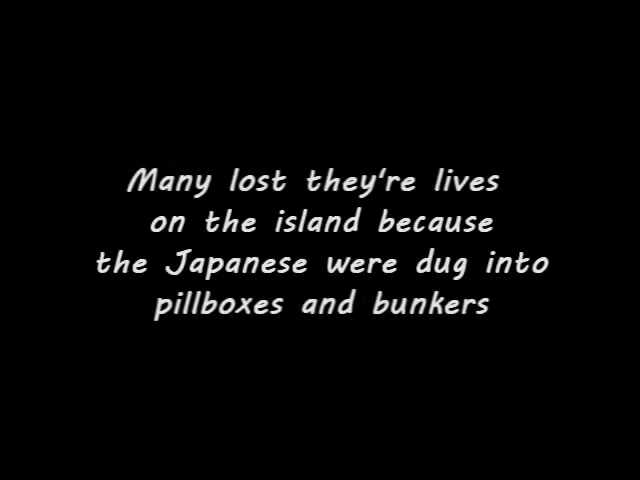 Many lost they're lives
on the island because
the Japanese were dug into
pillboxes and bunkers